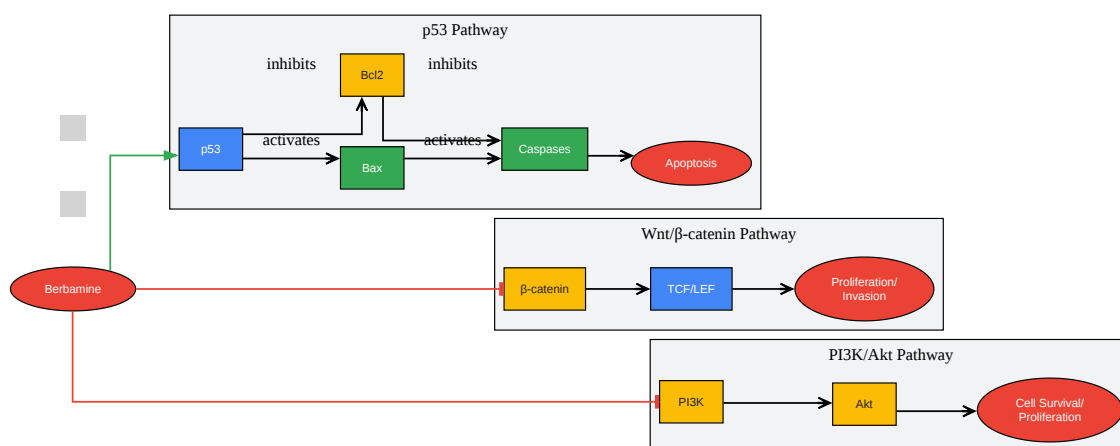 p53 Pathway
inhibits
inhibits
Bcl2
p53
activates
activates
Bax
Caspases
Apoptosis
Wnt/β-catenin Pathway
Berbamine
β-catenin
TCF/LEF
Proliferation/
Invasion
PI3K/Akt Pathway
PI3K
Akt
Cell Survival/
Proliferation